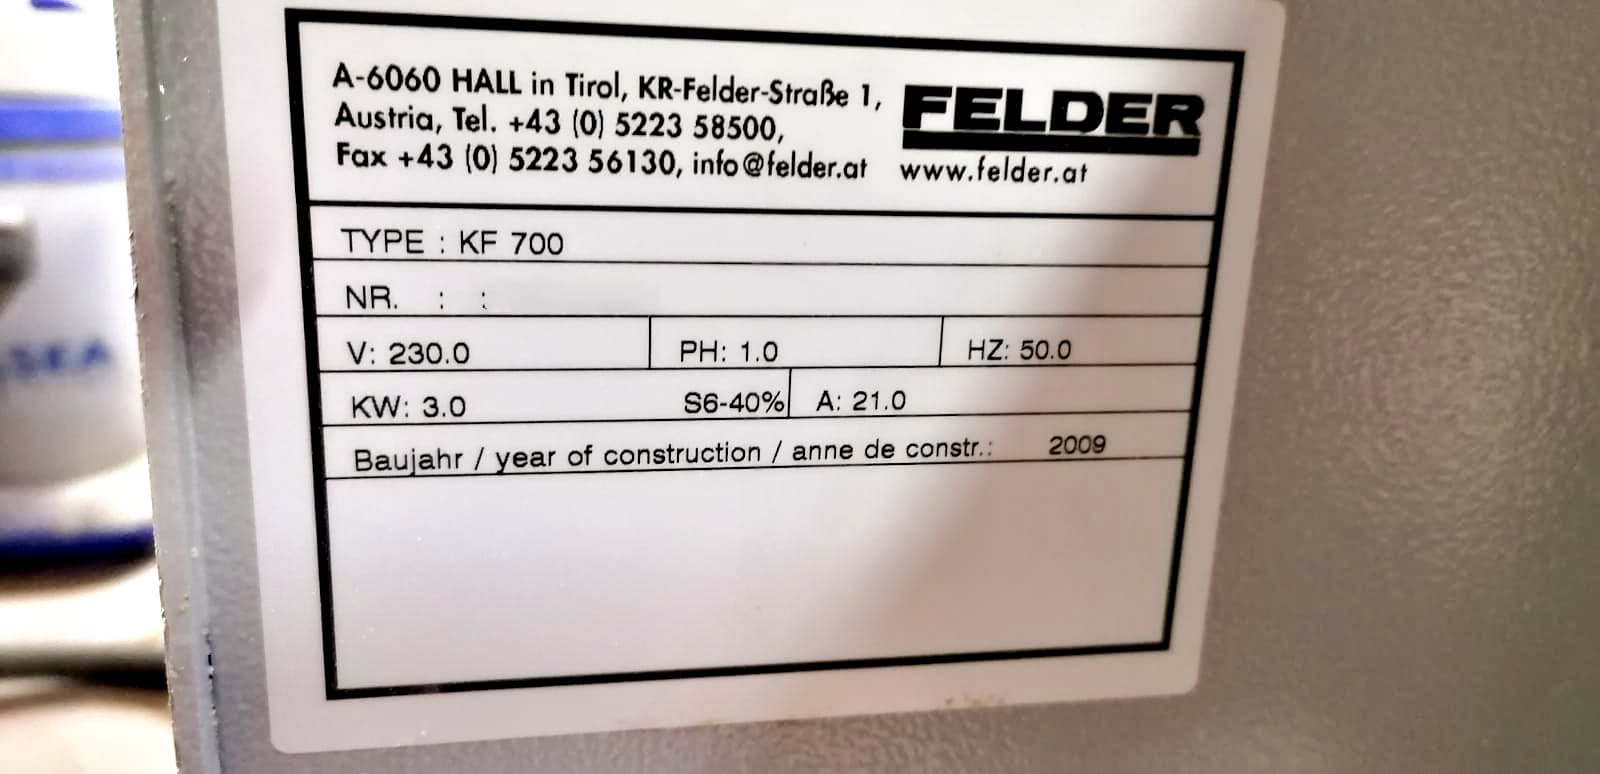 A-6060 HALL in Tirol, KR-Felder-Straße 1,
Austria, Tel. +43 (0) 5223 58500,
Fax +43 (0) 5223 56130, info@felder.at
FELDER
www.felder.at
TYPE : KF 700
NR. : :
V: 230.0 PH: 1.0 HZ: 50.0
KW: 3.0 S6-40% A: 21.0
Baujahr / year of construction / anne de constr.: 2009